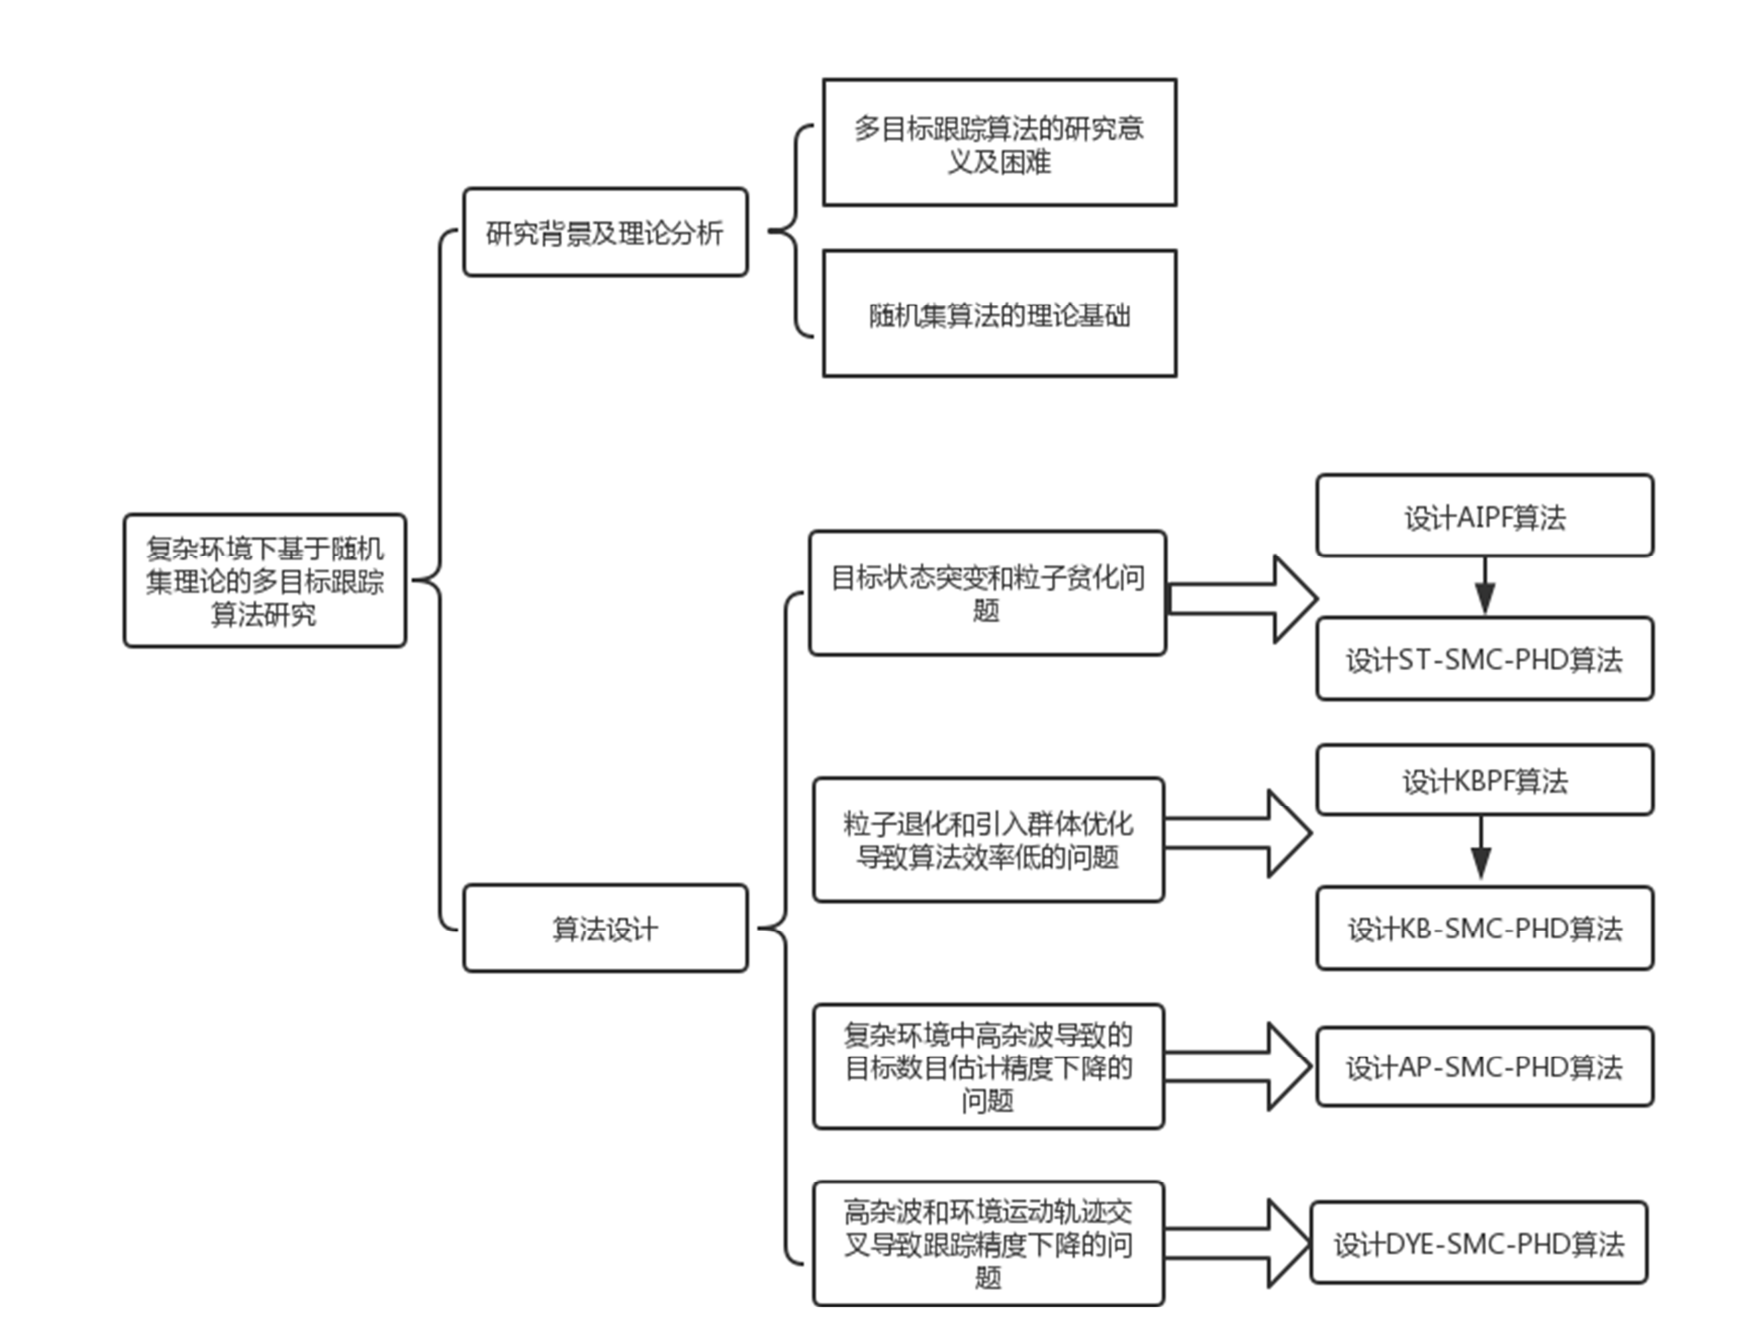 多目标跟踪算法的研究意
义及困难
研究背景及理论分析
随机集算法的理论基础
复杂环境下基于随机
集理论的多目标跟踪
算法研究
算法设计
目标状态突变和粒子贫化问
题
设计AIPF算法
设计ST-SMC-PHD算法
粒子退化和引入群体优化
导致算法效率低的问题
设计KBPF算法
设计KB-SMC-PHD算法
复杂环境中高杂波导致的
目标数目估计精度下降的
问题
设计AP-SMC-PHD算法
高杂波和环境运动轨迹交
叉导致跟踪精度下降的问
题
设计DYE-SMC-PHD算法